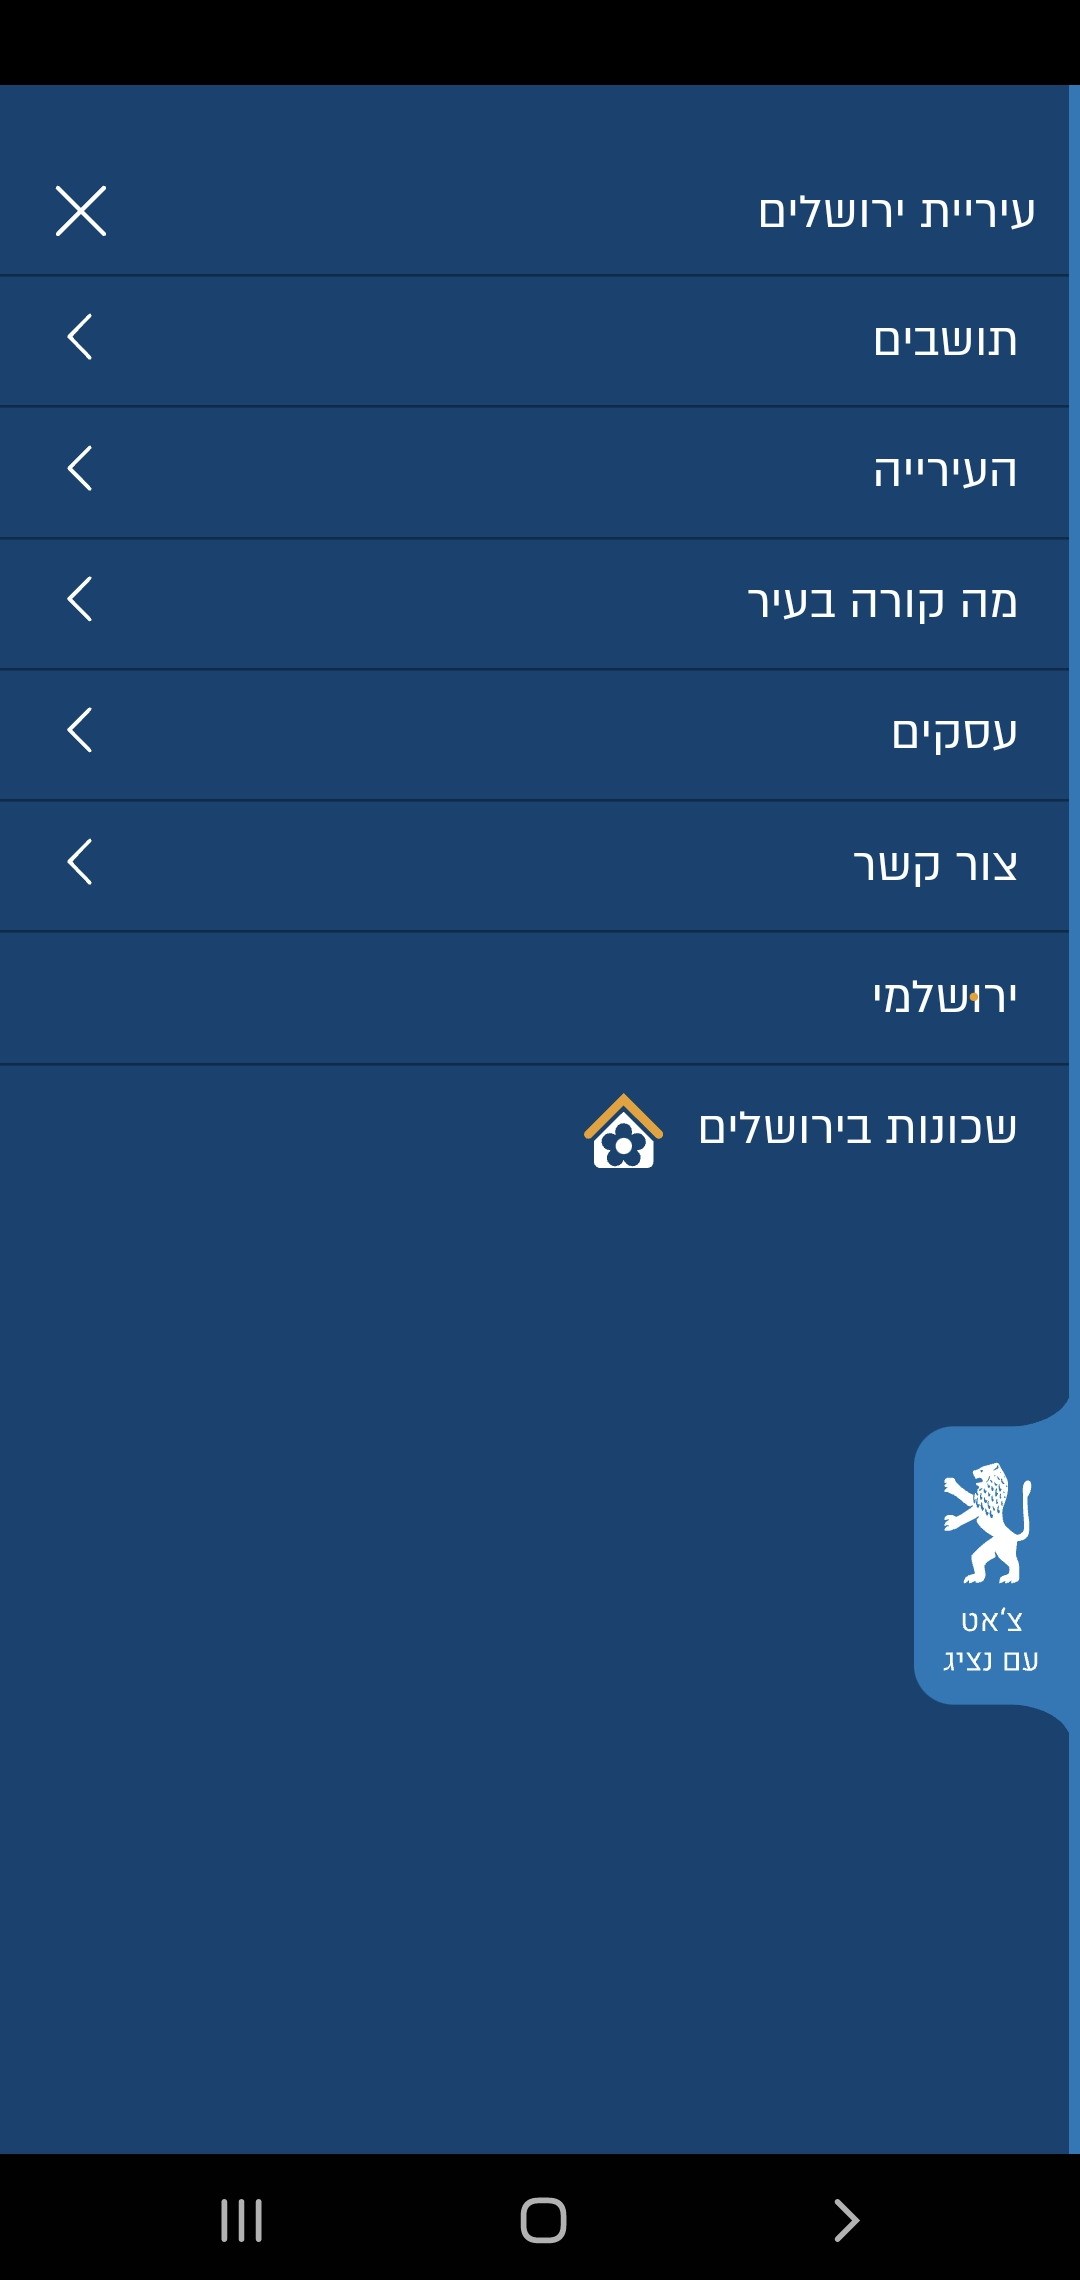 עיריית ירושלים
תושבים
העירייה
מה קורה בעיר
עסקים
צור קשר
ירושלמי
שכונות בירושלים
צ'אט
עם נציג